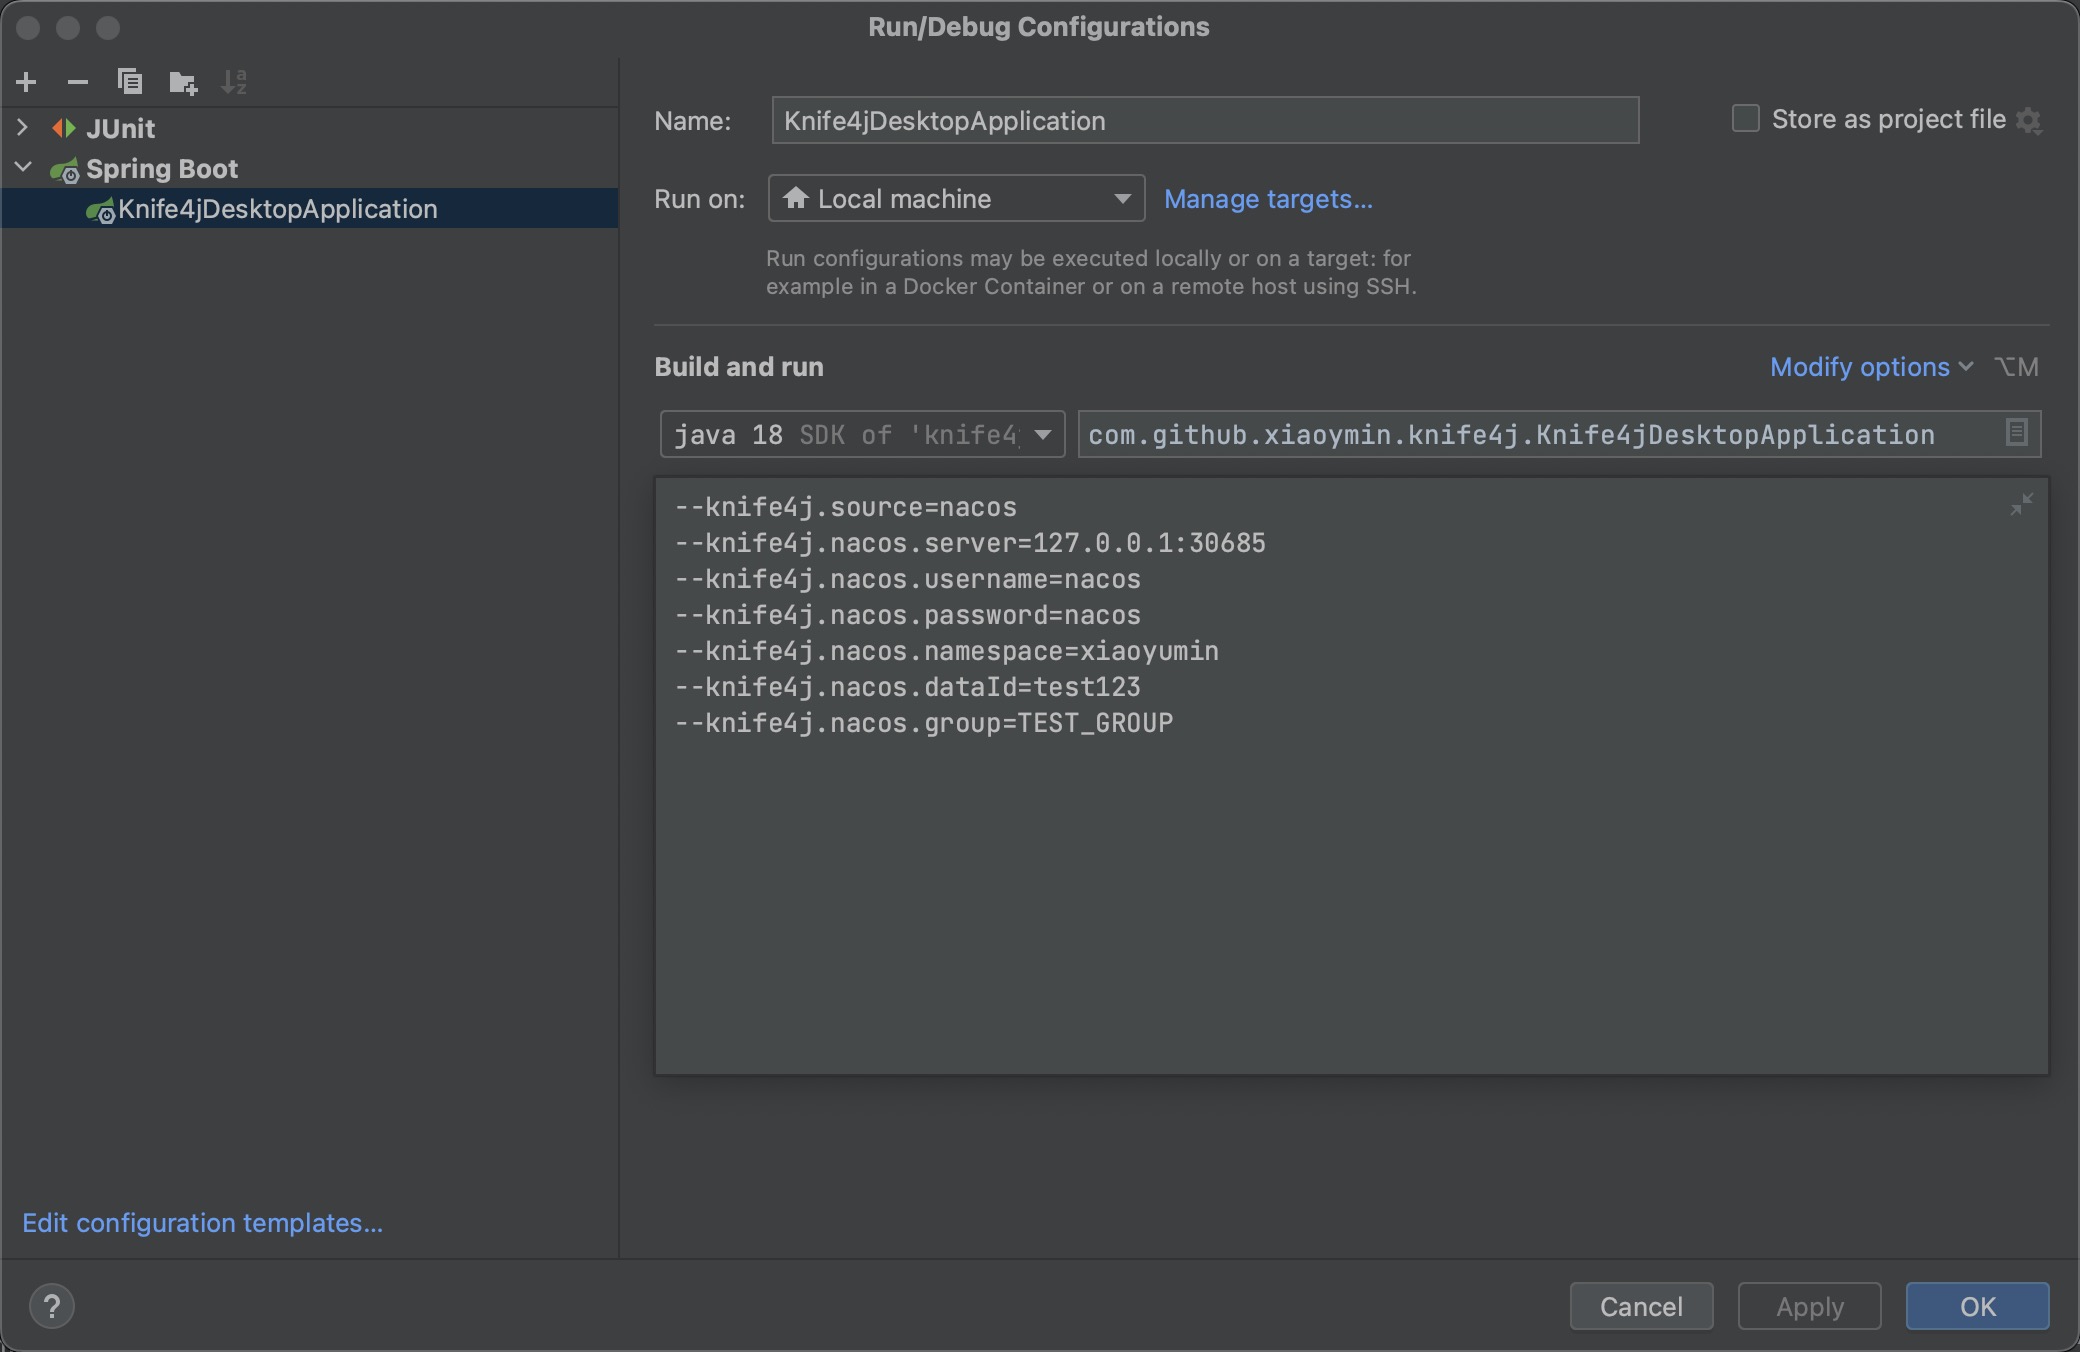 Run/Debug Configurations
JUnit
Spring Boot
Knife4jDesktopApplication
Edit configuration templates...
Name: Knife4jDesktopApplication
Store as project file
Run on: Local machine
Manage targets...
Run configurations may be executed locally or on a target: for
example in a Docker Container or on a remote host using SSH.
Build and run
Modify options ⌥M
java 18 SDK of 'knife4j
com.github.xiaoymin.knife4j.Knife4jDesktopApplication
--knife4j.source=nacos
--knife4j.nacos.server=127.0.0.1:30685
--knife4j.nacos.username=nacos
--knife4j.nacos.password=nacos
--knife4j.nacos.namespace=xiaoyumin
--knife4j.nacos.dataId=test123
--knife4j.nacos.group=TEST_GROUP
?
Cancel
Apply
OK